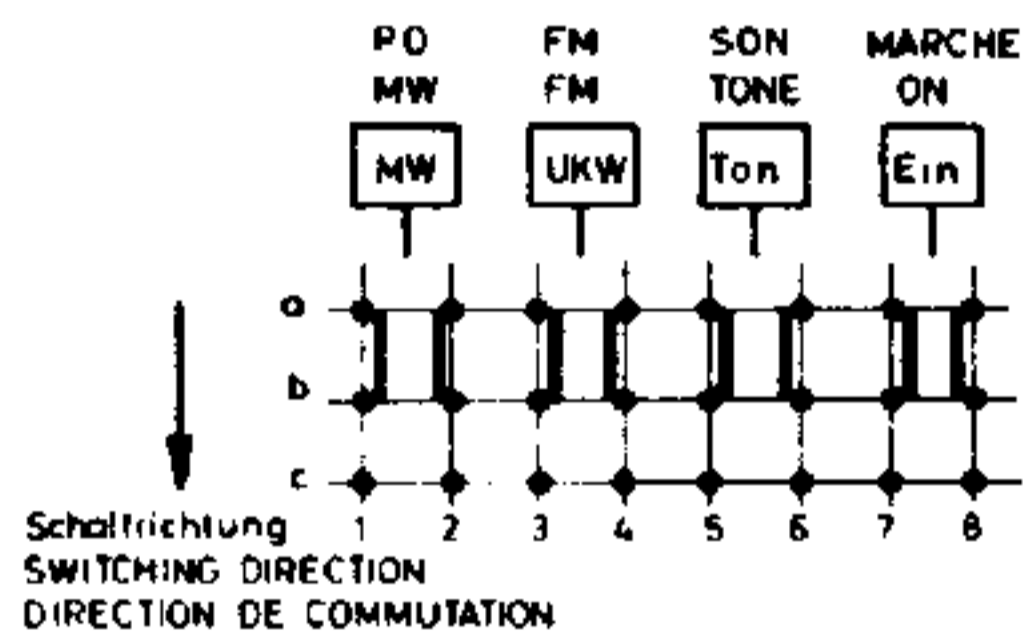 PO FM SON MARCHE
MW FM TONE ON
MW UKW Ton Ein
a
b
c
1 2 3 4 5 6 7 8
Schaltrichtung
SWITCHING DIRECTION
DIRECTION DE COMMUTATION